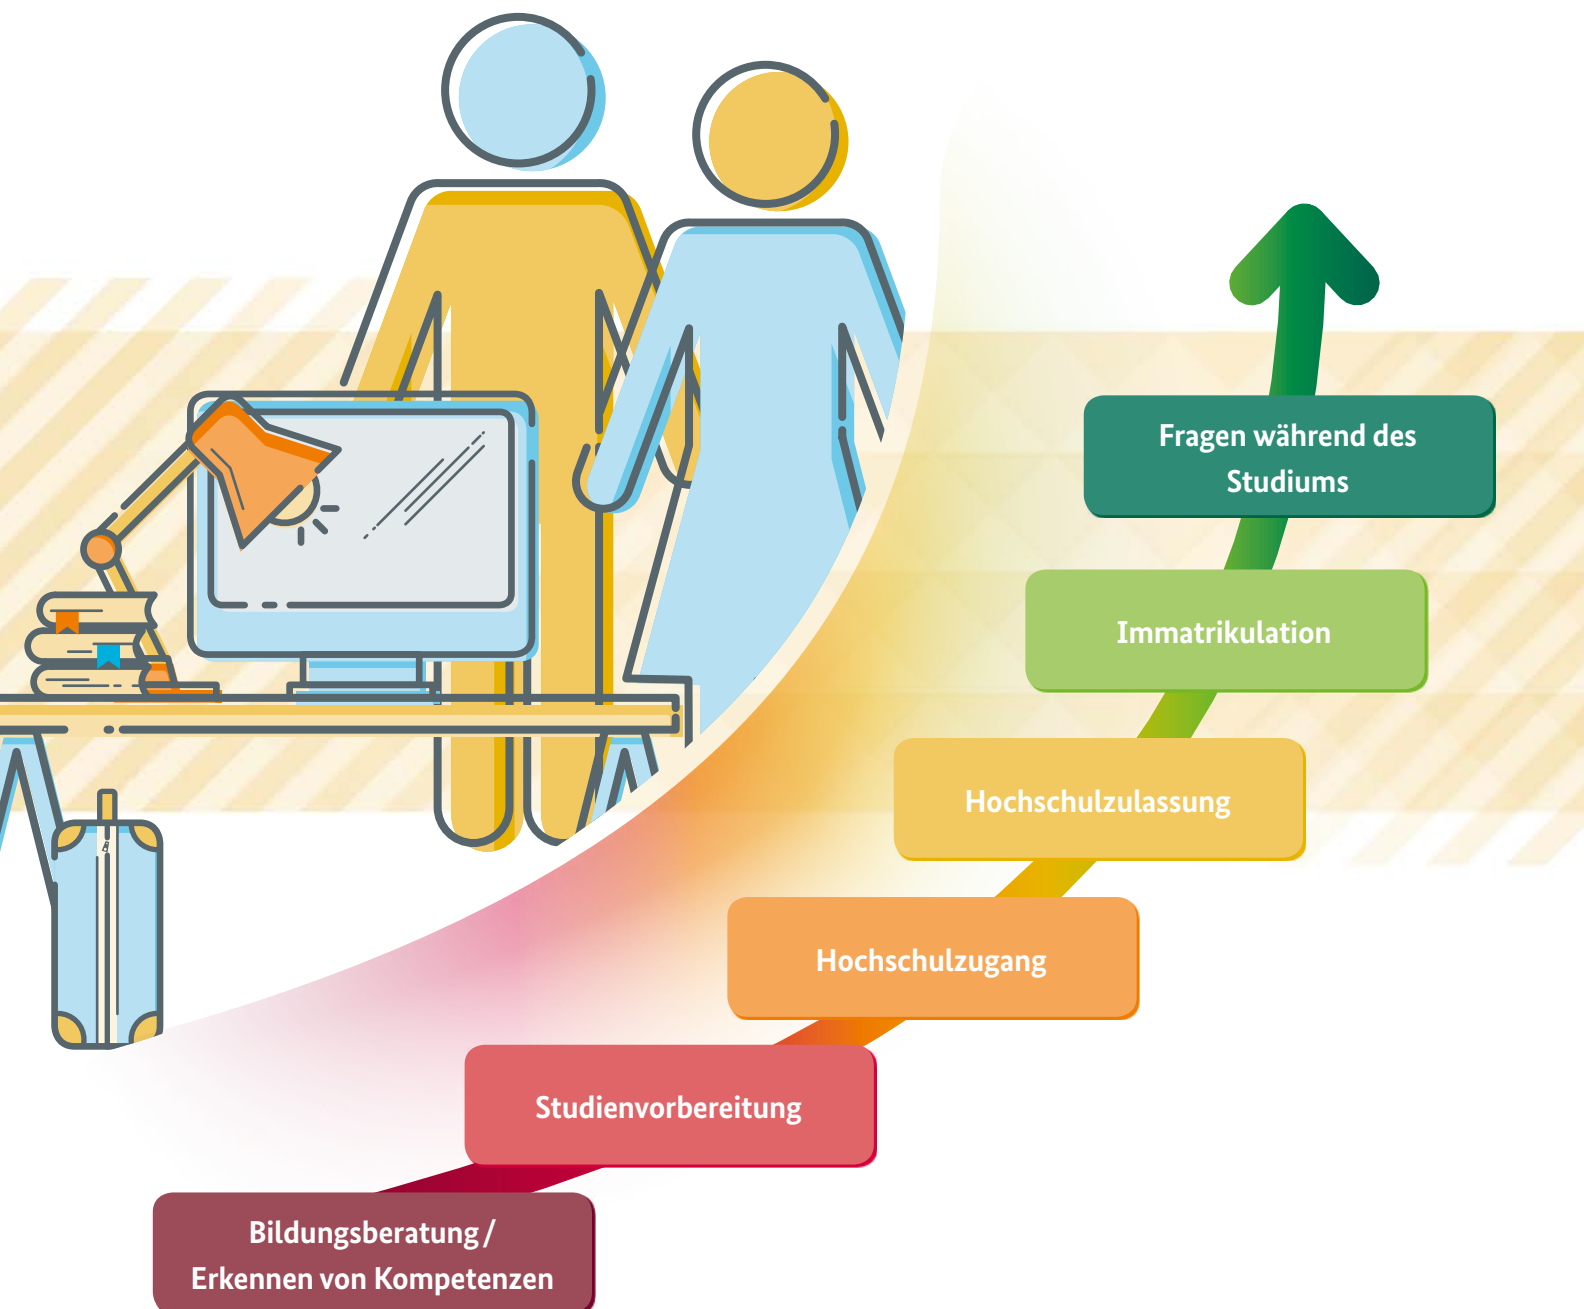 Fragen während des
Studiums
Immatrikulation
Hochschulzulassung
Hochschulzugang
Studienvorbereitung
Bildungsberatung /
Erkennen von Kompetenzen